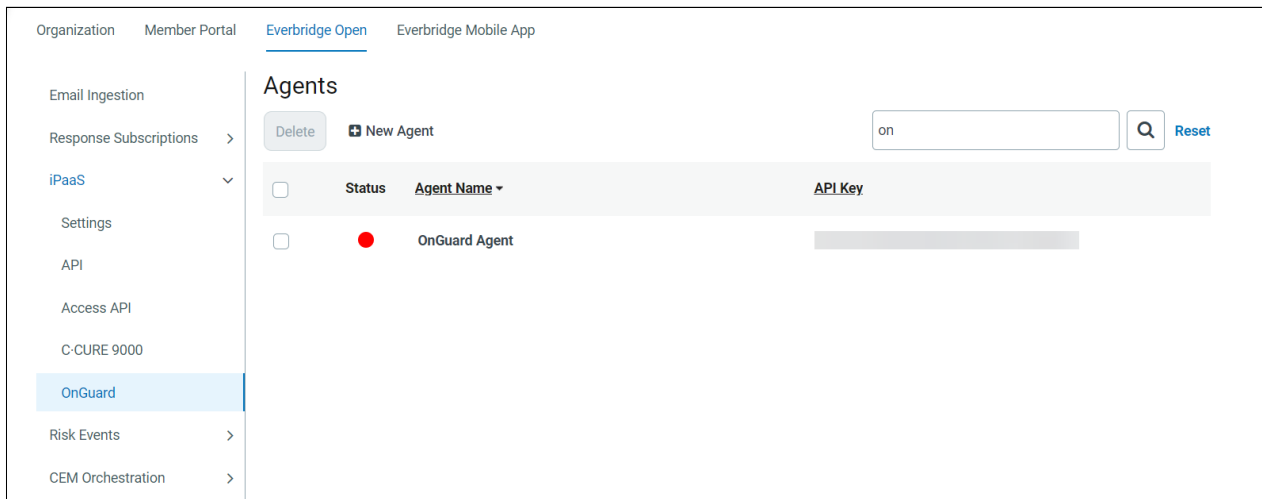 Organization Member Portal Everbridge Open Everbridge Mobile App
Email Ingestion
Response Subscriptions
iPaaS
Settings
API
Access API
C·CURE 9000
OnGuard
Risk Events
CEM Orchestration
Agents
Delete New Agent on Reset
Status Agent Name API Key
OnGuard Agent